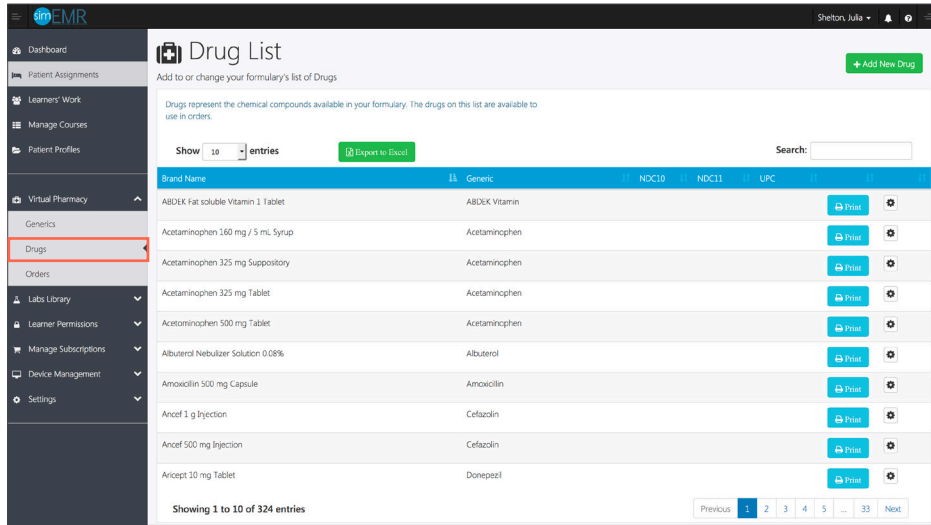 simEMR
Shelton, Julia
Dashboard
Patient Assignments
Learners' Work
Manage Courses
Patient Profiles
Virtual Pharmacy
Generics
Drugs
Orders
Labs Library
Learner Permissions
Manage Subscriptions
Device Management
Settings
Drug List
Add to or change your formulary's list of Drugs
+ Add New Drug
Drugs represent the chemical compounds available in your formulary. The drugs on this list are available to
use in orders.
Show 10 entries Export to Excel Search:
Brand Name Generic NDC10 NDC11 UPC
ABDEK Fat soluble Vitamin 1 Tablet ABDEK Vitamin Print
Acetaminophen 160 mg / 5 mL Syrup Acetaminophen Print
Acetaminophen 325 mg Suppository Acetaminophen Print
Acetaminophen 325 mg Tablet Acetaminophen Print
Acetominophen 500 mg Tablet Acetaminophen Print
Albuterol Nebulizer Solution 0.08% Albuterol Print
Amoxicillin 500 mg Capsule Amoxicillin Print
Ancef 1 g Injection Cefazolin Print
Ancef 500 mg Injection Cefazolin Print
Aricept 10 mg Tablet Donepezil Print
Showing 1 to 10 of 324 entries Previous 1 2 3 4 5 ... 33 Next